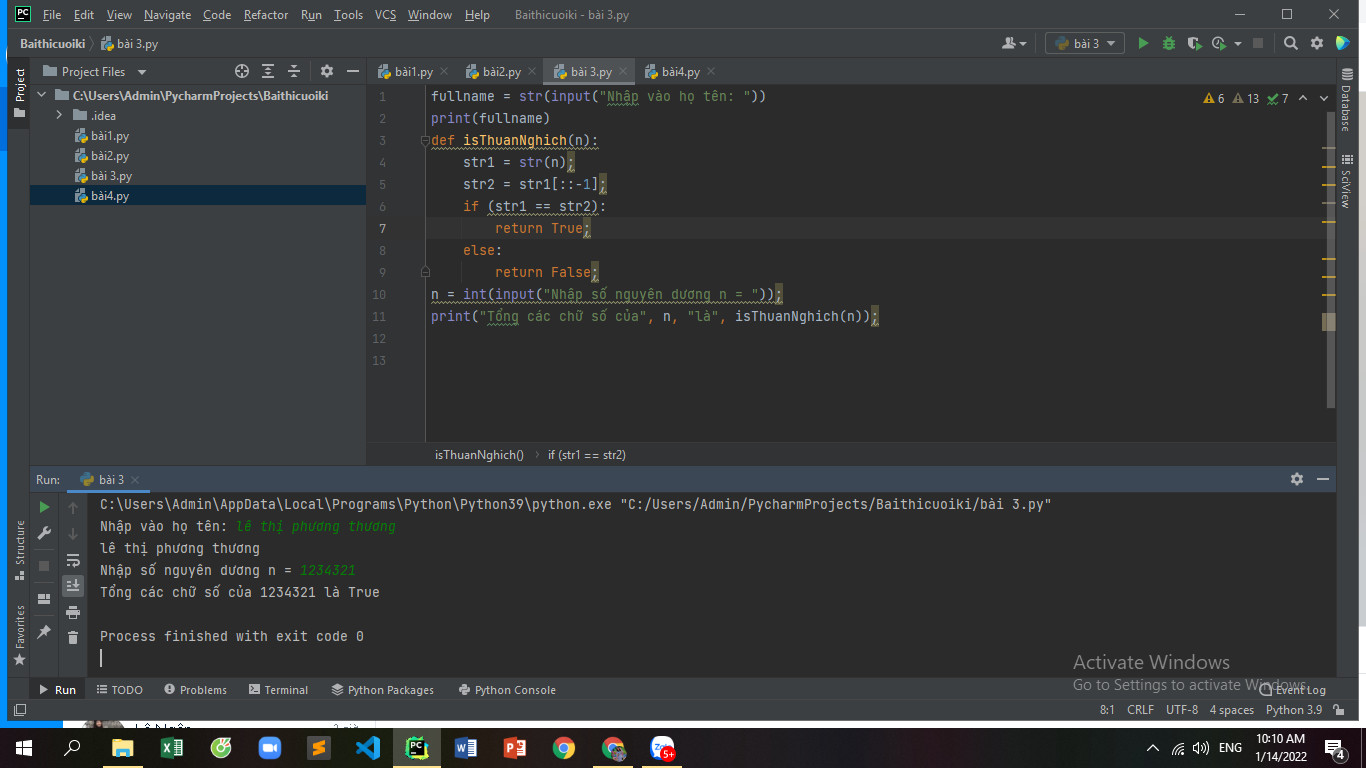 File Edit View Navigate Code Refactor Run Tools VCS Window Help Baithicuoiki - bài 3.py
Baithicuoiki bài 3.py bài 3
Project Files bài1.py bài2.py bài 3.py bài4.py
Project
C:\Users\Admin\PycharmProjects\Baithicuoiki
.idea
bài1.py
bài2.py
bài 3.py
bài4.py
6 13 7
1 fullname = str(input("Nhập vào họ tên: "))
2 print(fullname)
3 def isThuanNghich(n):
4 str1 = str(n);
5 str2 = str1[::-1];
6 if (str1 == str2):
7 return True;
8 else:
9 return False;
10 n = int(input("Nhập số nguyên dương n = "));
11 print("Tổng các chữ số của", n, "là", isThuanNghich(n));
12
13
Database
SciView
isThuanNghich() if (str1 == str2)
Run: bài 3
C:\Users\Admin\AppData\Local\Programs\Python\Python39\python.exe "C:/Users/Admin/PycharmProjects/Baithicuoiki/bài 3.py"
Nhập vào họ tên: lê thị phương thương
lê thị phương thương
Nhập số nguyên dương n = 1234321
Tổng các chữ số của 1234321 là True
Process finished with exit code 0
Structure
Favorites
Activate Windows
Go to Settings to activate Windows.
Run TODO Problems Terminal Python Packages Python Console Event Log
8:1 CRLF UTF-8 4 spaces Python 3.9
5+
ENG
10:10 AM
1/14/2022
4